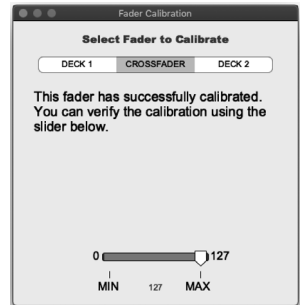 Fader Calibration
Select Fader to Calibrate
DECK 1 CROSSFADER DECK 2
This fader has successfully calibrated.
You can verify the calibration using the
slider below.
0 127
MIN 127 MAX